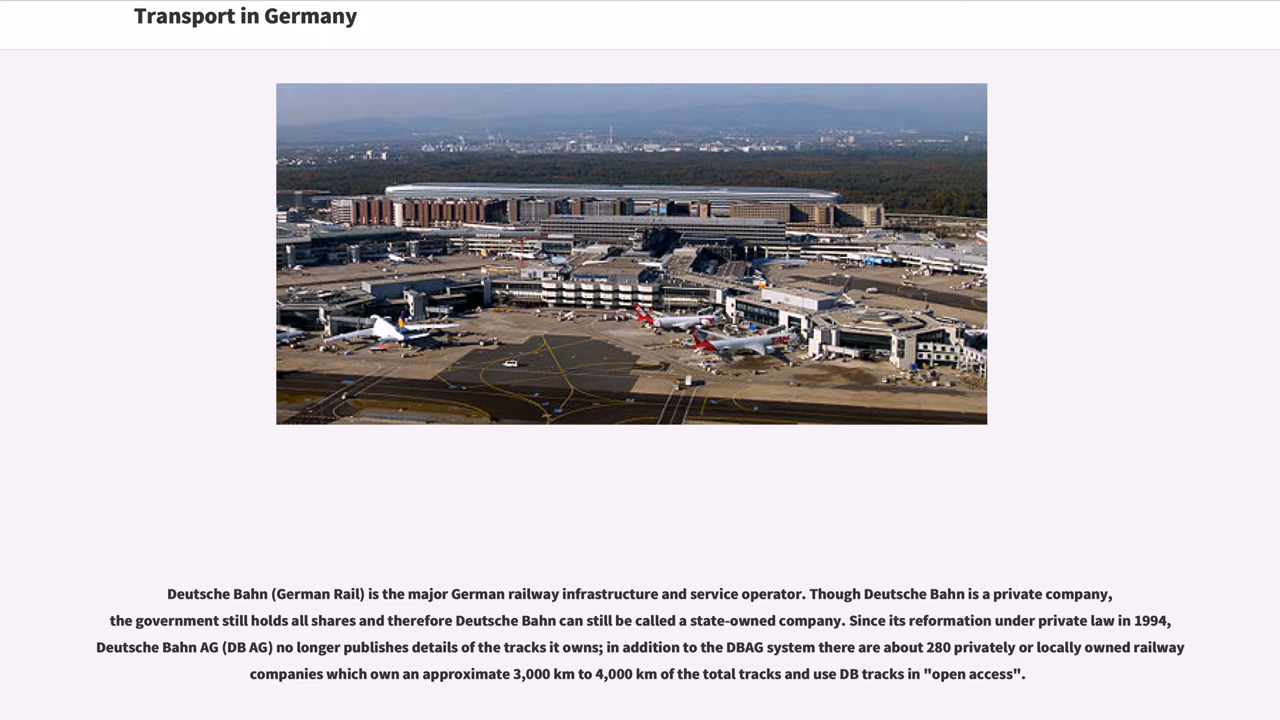 Transport in Germany
Deutsche Bahn (German Rail) is the major German railway infrastructure and service operator. Though Deutsche Bahn is a private company,
the government still holds all shares and therefore Deutsche Bahn can still be called a state-owned company. Since its reformation under private law in 1994,
Deutsche Bahn AG (DB AG) no longer publishes details of the tracks it owns; in addition to the DBAG system there are about 280 privately or locally owned railway
companies which own an approximate 3,000 km to 4,000 km of the total tracks and use DB tracks in "open access".